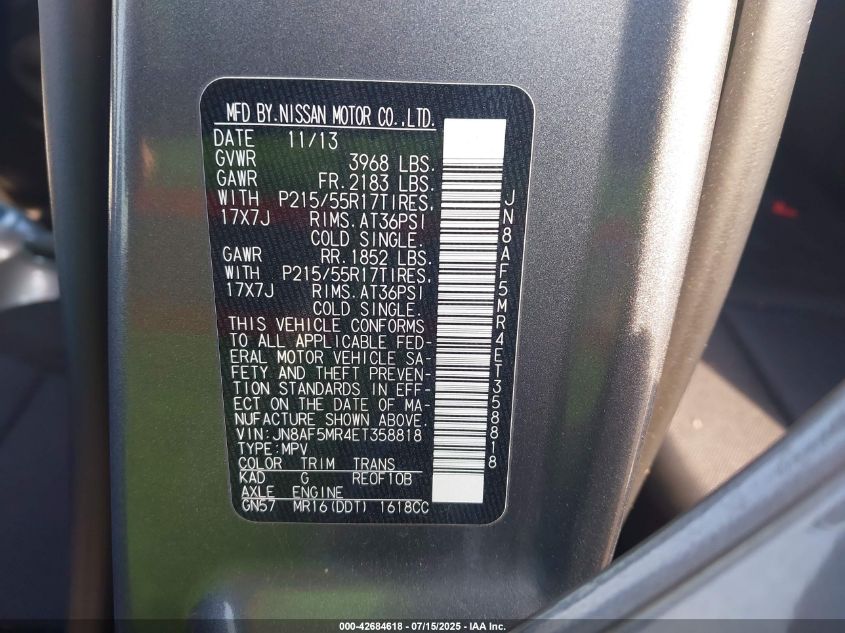 MFD BY.NISSAN MOTOR CO.,LTD.
DATE 11/13
GVWR 3968 LBS.
GAWR FR.2183 LBS.
WITH P215/55R17TIRES.
17X7J RIMS.AT36PSI
COLD SINGLE.
GAWR RR.1852 LBS.
WITH P215/55R17TIRES.
17X7J RIMS.AT36PSI
COLD SINGLE.
THIS VEHICLE CONFORMS
TO ALL APPLICABLE FED-
ERAL MOTOR VEHICLE SA-
FETY AND THEFT PREVEN-
TION STANDARDS IN EFF-
ECT ON THE DATE OF MA-
NUFACTURE SHOWN ABOVE.
VIN:JN8AF5MR4ET358818
TYPE:MPV
COLOR TRIM TRANS
KAD G RE0F10B
AXLE ENGINE
GN57 MR16(DDT) 1618CC
JN8AF5MR4ET358818
000-42684618 - 07/15/2025 - IAA Inc.